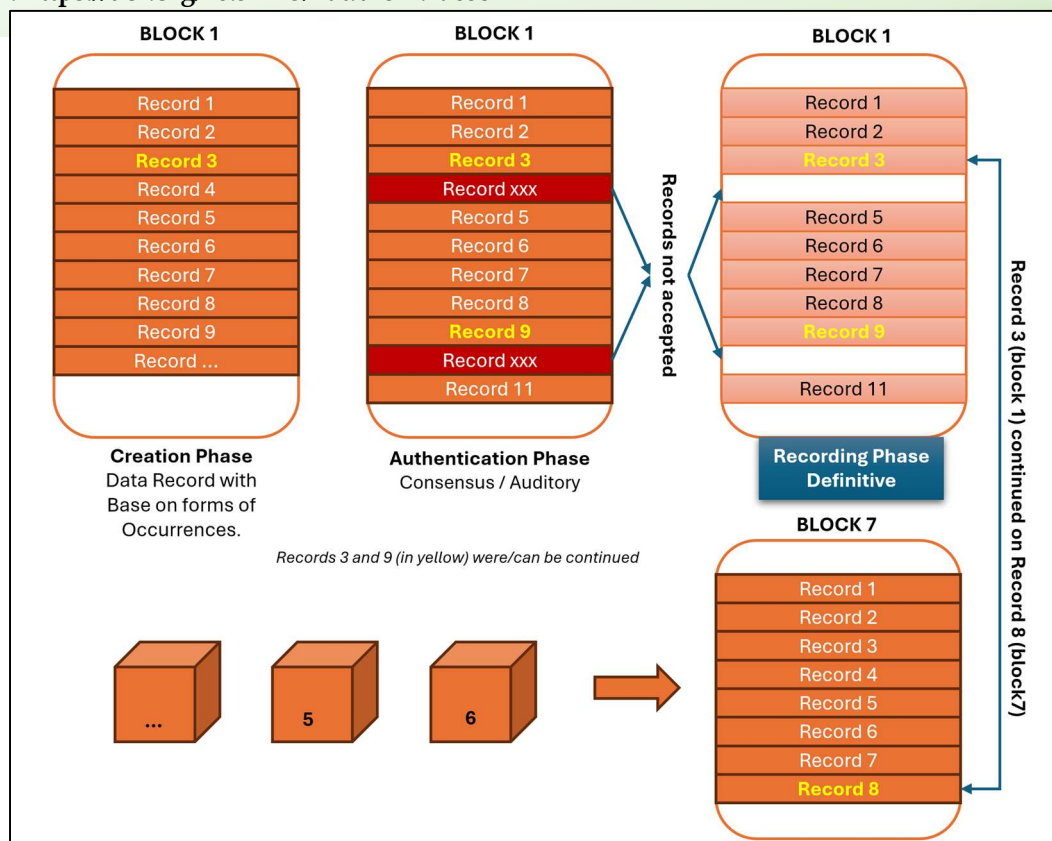 BLOCK 1
Record 1
Record 2
Record 3
Record 4
Record 5
Record 6
Record 7
Record 8
Record 9
Record ...
Creation Phase
Data Record with
Base on forms of
Occurrences.
BLOCK 1
Record 1
Record 2
Record 3
Record xxx
Record 5
Record 6
Record 7
Record 8
Record 9
Record xxx
Record 11
Authentication Phase
Consensus / Auditory
Records not accepted
BLOCK 1
Record 1
Record 2
Record 3
Record 5
Record 6
Record 7
Record 8
Record 9
Record 11
Recording Phase
Definitive
Record 3 (block 1) continued on Record 8 (block7)
Records 3 and 9 (in yellow) were/can be continued
...
5
6
BLOCK 7
Record 1
Record 2
Record 3
Record 4
Record 5
Record 6
Record 7
Record 8